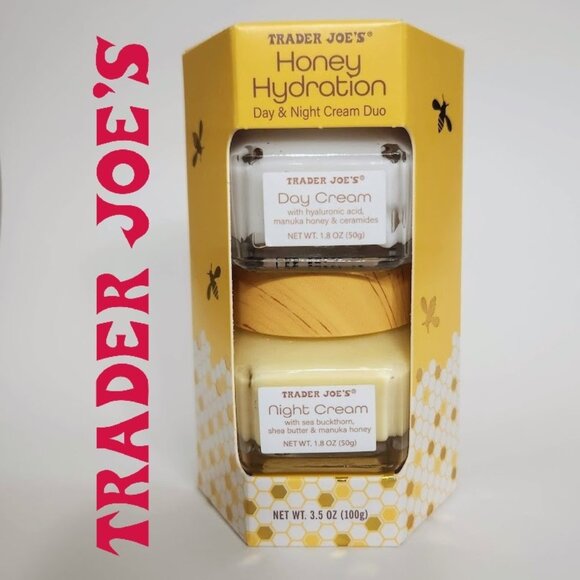 TRADER JOE'S
TRADER JOE'S®
Honey
Hydration
Day & Night Cream Duo
TRADER JOE'S®
Day Cream
with hyaluronic acid,
manuka honey & ceramides
NET WT. 1.8 OZ (50g)
TRADER JOE'S®
Night Cream
with sea buckthorn,
shea butter & manuka honey
NET WT. 1.8 OZ (50g)
NET WT. 3.5 OZ (100g)